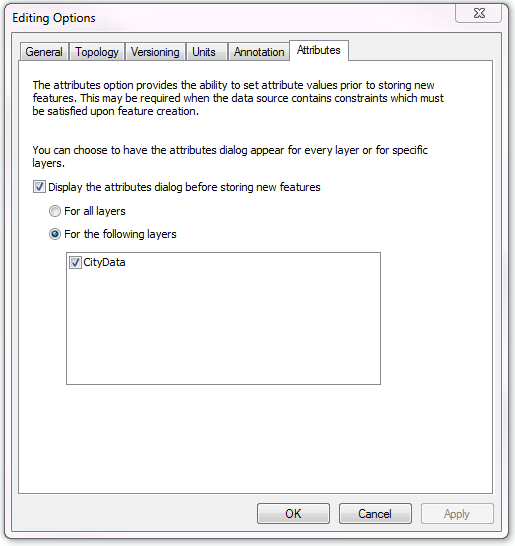 Editing Options
General Topology Versioning Units Annotation Attributes
The attributes option provides the ability to set attribute values prior to storing new
features. This may be required when the data source contains constraints which must
be satisfied upon feature creation.
You can choose to have the attributes dialog appear for every layer or for specific
layers.
Display the attributes dialog before storing new features
For all layers
For the following layers
CityData
OK Cancel Apply